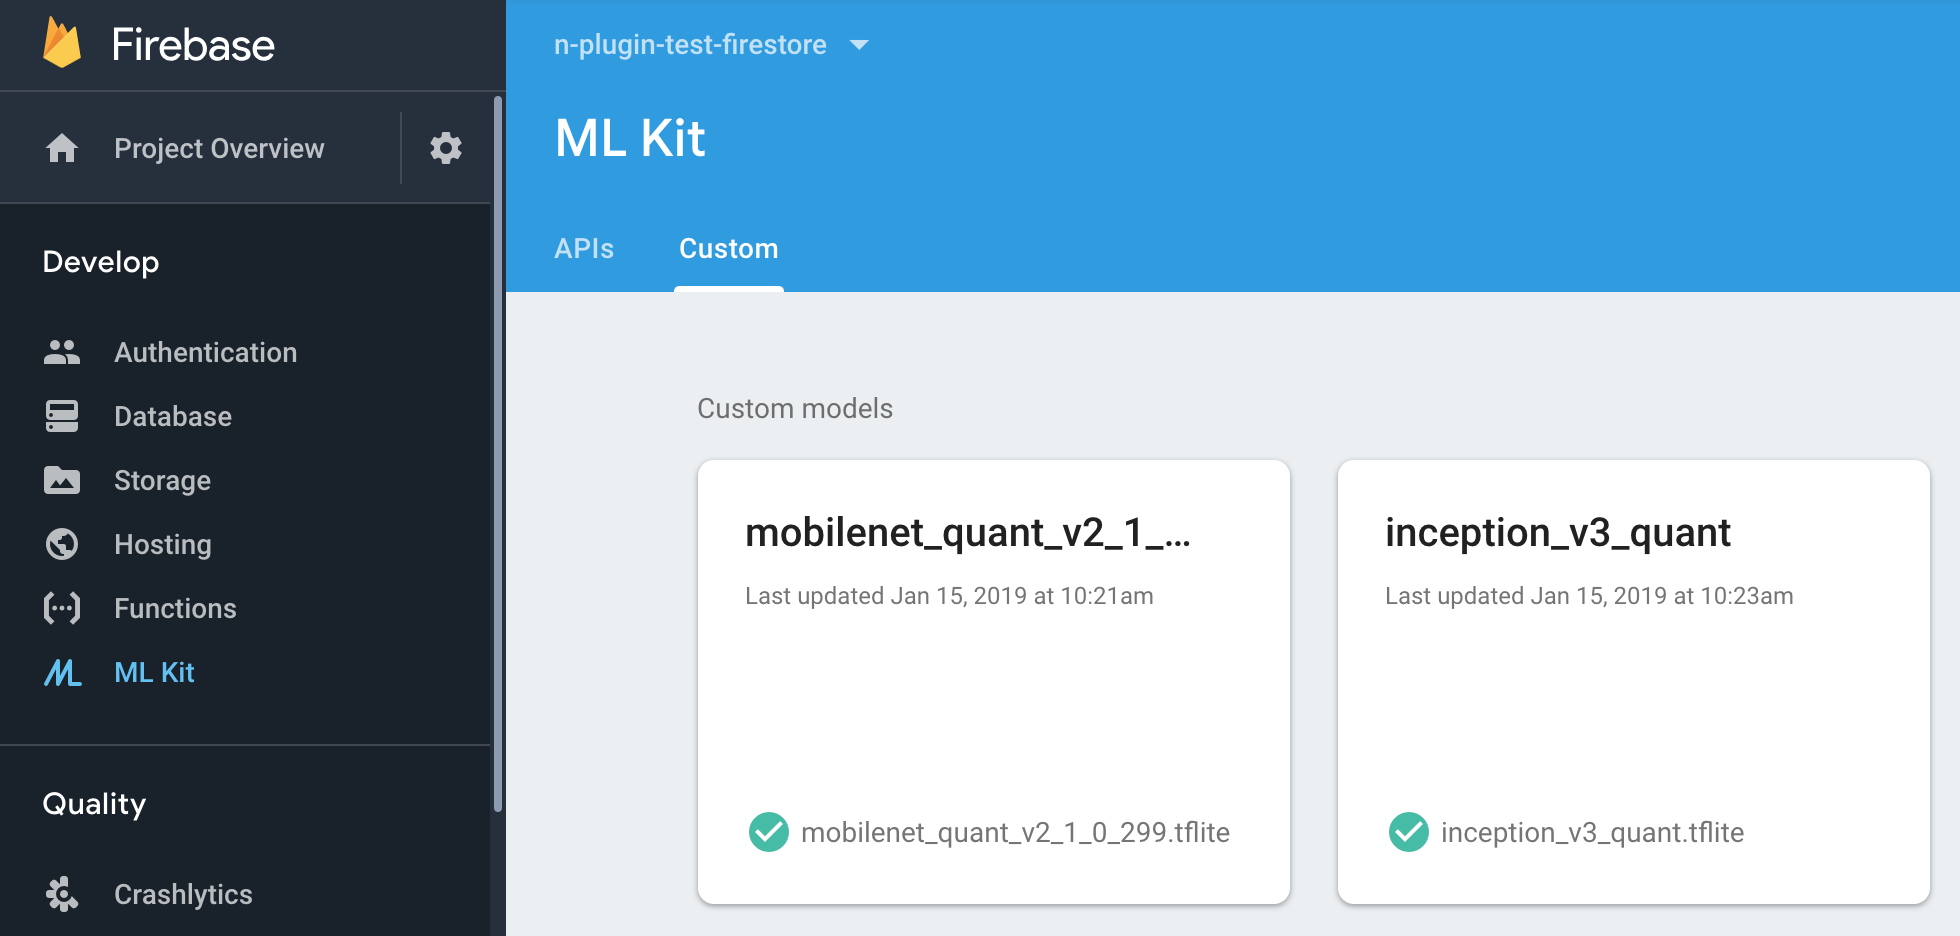 Firebase
Project Overview
Develop
Authentication
Database
Storage
Hosting
Functions
ML Kit
Quality
Crashlytics
n-plugin-test-firestore
ML Kit
APIs Custom
Custom models
mobilenet_quant_v2_1_...
Last updated Jan 15, 2019 at 10:21am
mobilenet_quant_v2_1_0_299.tflite
inception_v3_quant
Last updated Jan 15, 2019 at 10:23am
inception_v3_quant.tflite